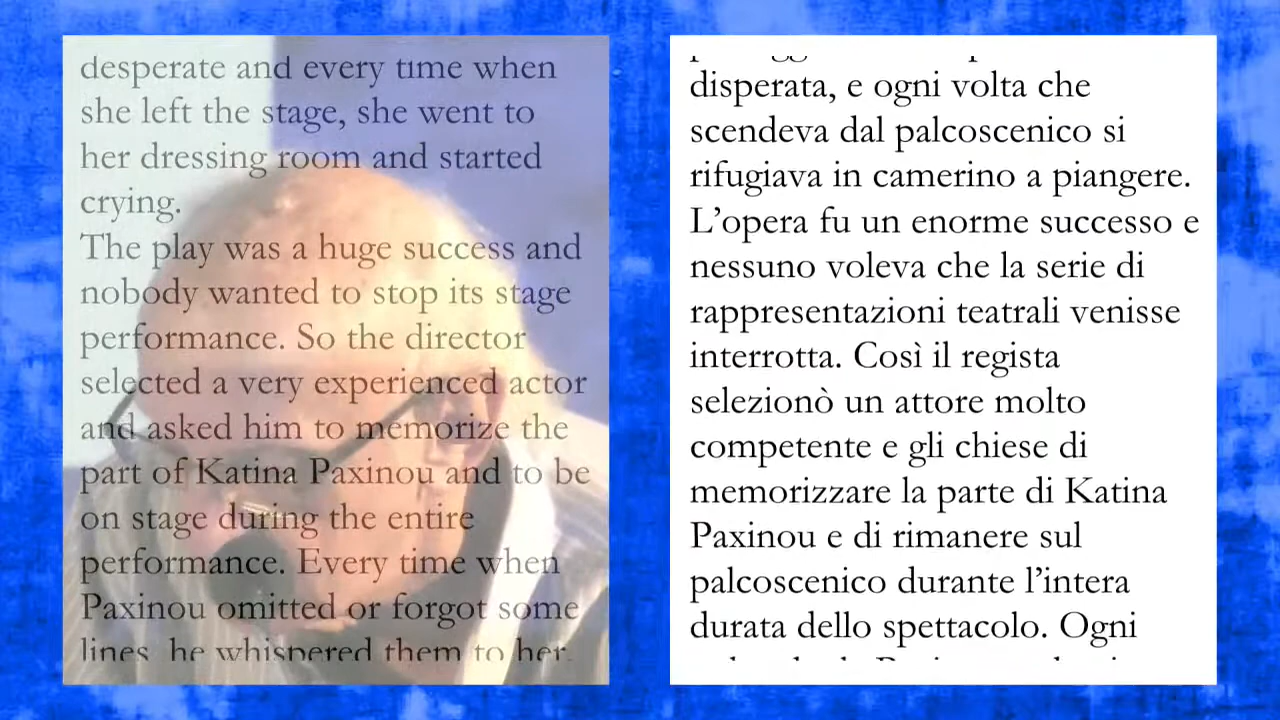 desperate and every time when
she left the stage, she went to
her dressing room and started
crying.
The play was a huge success and
nobody wanted to stop its stage
performance. So the director
selected a very experienced actor
and asked him to memorize the
part of Katina Paxinou and to be
on stage during the entire
performance. Every time when
Paxinou omitted or forgot some
lines he whispered them to her
disperata, e ogni volta che
scendeva dal palcoscenico si
rifugiava in camerino a piangere.
L’opera fu un enorme successo e
nessuno voleva che la serie di
rappresentazioni teatrali venisse
interrotta. Così il regista
selezionò un attore molto
competente e gli chiese di
memorizzare la parte di Katina
Paxinou e di rimanere sul
palcoscenico durante l’intera
durata dello spettacolo. Ogni